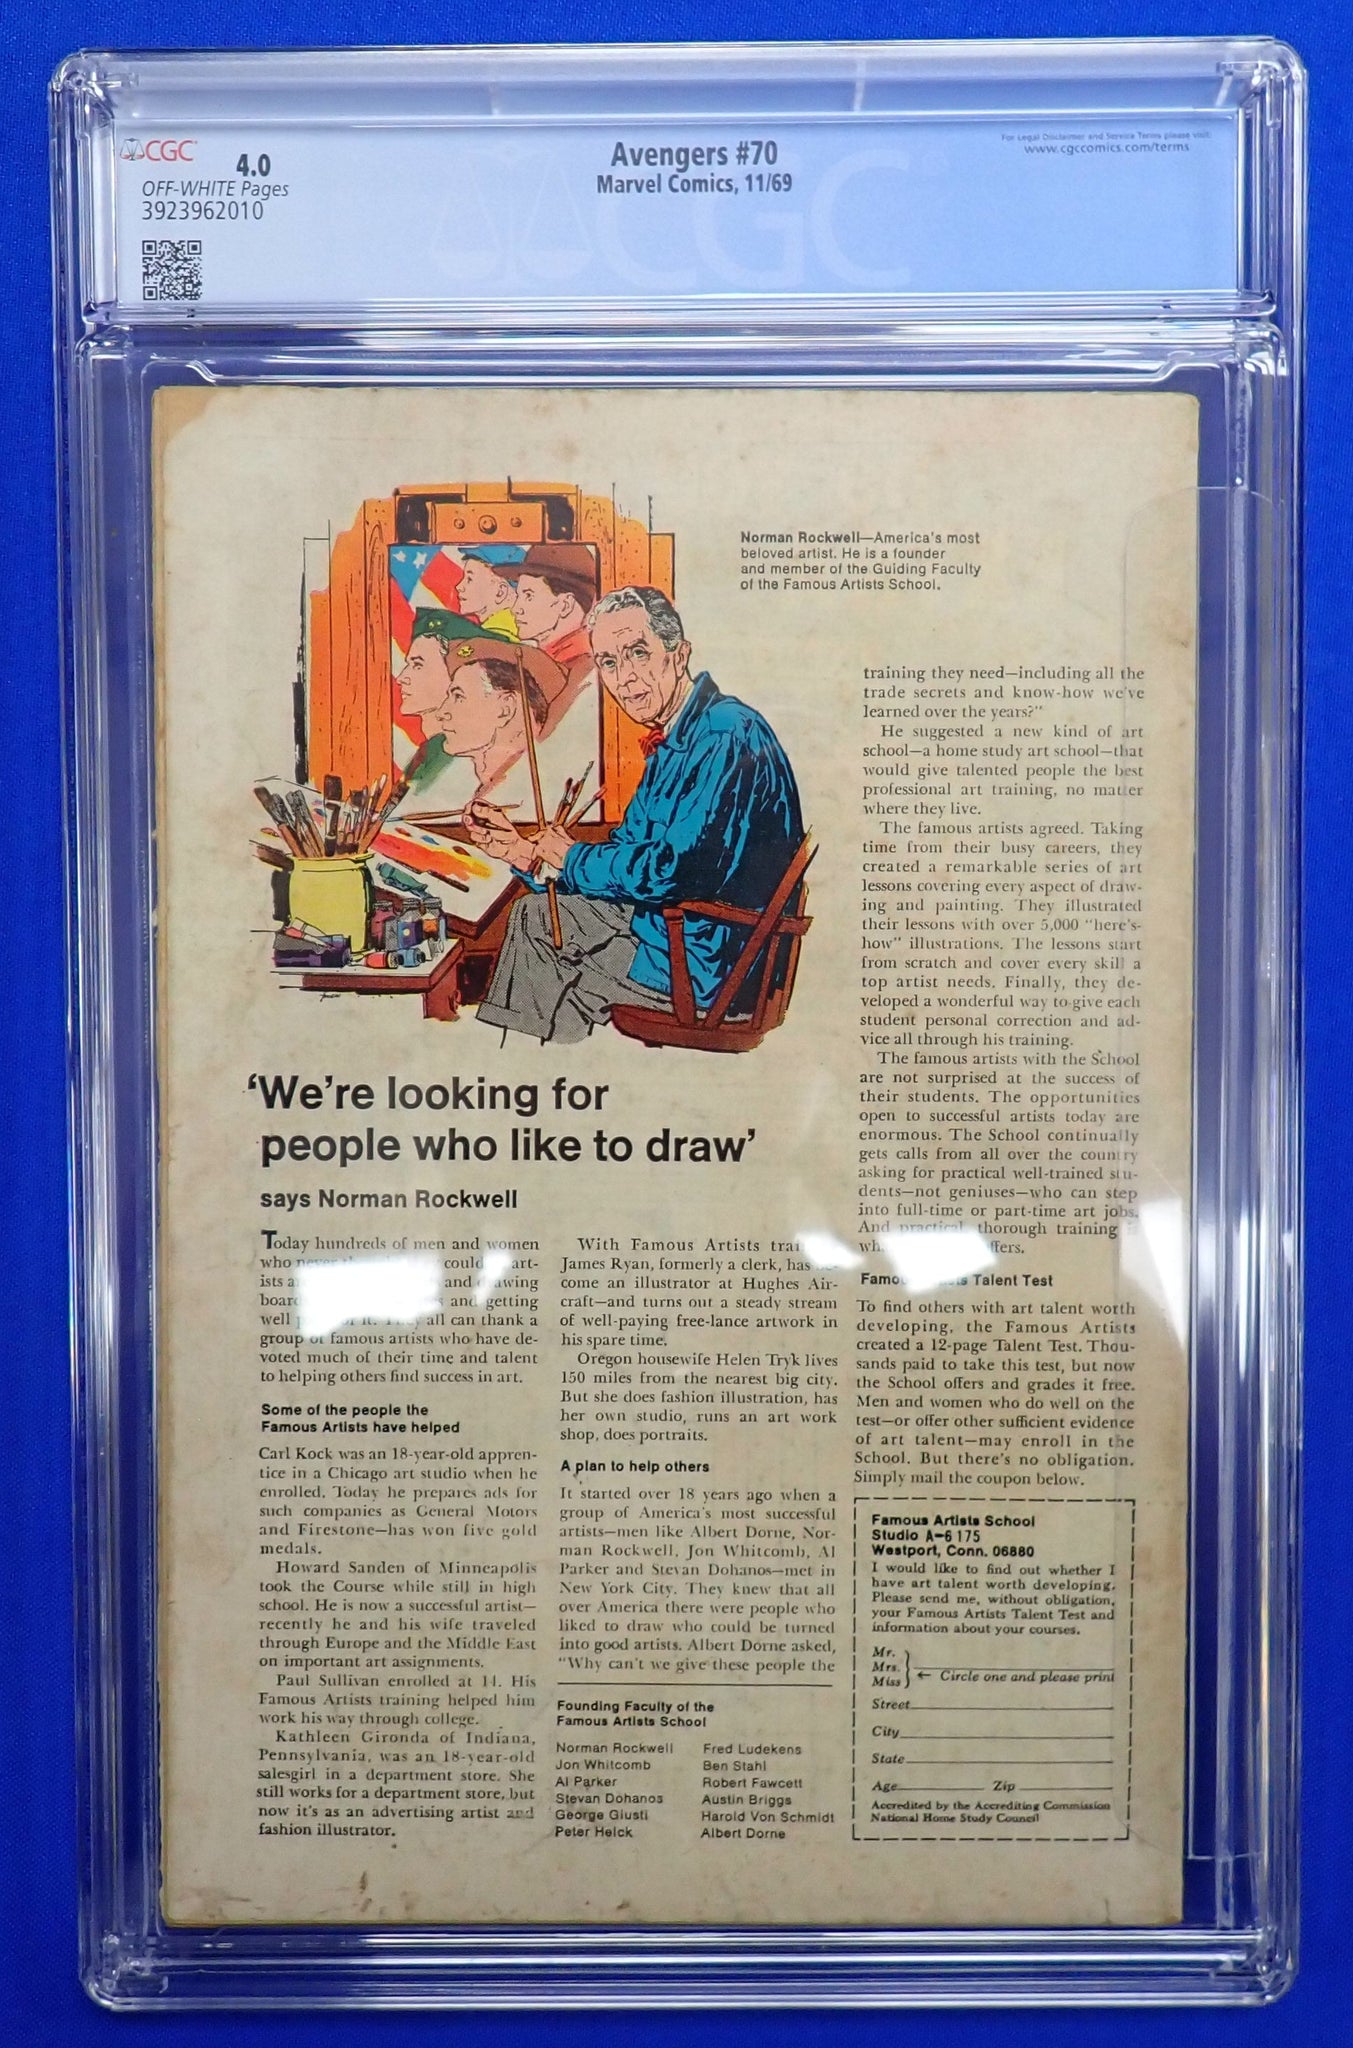 CGC
4.0
OFF-WHITE Pages
3923962010
Avengers #70
Marvel Comics, 11/69
For Legal Disclaimer and Service Terms please visit:
www.cgccomics.com/terms
CGC
Norman Rockwell—America's most
beloved artist. He is a founder
and member of the Guiding Faculty
of the Famous Artists School.
'We're looking for
people who like to draw'
says Norman Rockwell
Today hundreds of men and women
who never could art-
ists and drawing
and getting
well all can thank a
group of famous artists who have de-
voted much of their time and talent
to helping others find success in art.
Some of the people the
Famous Artists have helped
Carl Kock was an 18-year-old appren-
tice in a Chicago art studio when he
enrolled. Today he prepares ads for
such companies as General Motors
and Firestone—has won five gold
medals.
Howard Sanden of Minneapolis
took the Course while still in high
school. He is now a successful artist—
recently he and his wife traveled
through Europe and the Middle East
on important art assignments.
Paul Sullivan enrolled at 14. His
Famous Artists training helped him
work his way through college.
Kathleen Gironda of Indiana,
Pennsylvania, was an 18-year-old
salesgirl in a department store. She
still works for a department store, but
now it's as an advertising artist and
fashion illustrator.
With Famous Artists
James Ryan, formerly a clerk, has
come an illustrator at Hughes Air-
craft—and turns out a steady stream
of well-paying free-lance artwork in
his spare time.
Oregon housewife Helen Tryk lives
150 miles from the nearest big city.
But she does fashion illustration, has
her own studio, runs an art work
shop, does portraits.
A plan to help others
It started over 18 years ago when a
group of America's most successful
artists—men like Albert Dorne, Nor-
man Rockwell, Jon Whitcomb, Al
Parker and Stevan Dohanos—met in
New York City. They knew that all
over America there were people who
liked to draw who could be turned
into good artists. Albert Dorne asked,
"Why can't we give these people the
Founding Faculty of the
Famous Artists School
Norman Rockwell
Jon Whitcomb
Al Parker
Stevan Dohanos
George Giusti
Peter Helck
Fred Ludekens
Ben Stahl
Robert Fawcett
Austin Briggs
Harold Von Schmidt
Albert Dorne
training they need—including all the
trade secrets and know-how we've
learned over the years?"
He suggested a new kind of art
school—a home study art school—that
would give talented people the best
professional art training, no matter
where they live.
The famous artists agreed. Taking
time from their busy careers, they
created a remarkable series of art
lessons covering every aspect of draw-
ing and painting. They illustrated
their lessons with over 5,000 "here's-
how" illustrations. The lessons start
from scratch and cover every skill a
top artist needs. Finally, they de-
veloped a wonderful way to give each
student personal correction and ad-
vice all through his training.
The famous artists with the School
are not surprised at the success of
their students. The opportunities
open to successful artists today are
enormous. The School continually
gets calls from all over the country
asking for practical well-trained stu-
dents—not geniuses—who can step
into full-time or part-time art jobs.
And practical, thorough training
Talent Test
To find others with art talent worth
developing, the Famous Artists
created a 12-page Talent Test. Thou-
sands paid to take this test, but now
the School offers and grades it free.
Men and women who do well on the
test—or offer other sufficient evidence
of art talent—may enroll in the
School. But there's no obligation.
Simply mail the coupon below.
Famous Artists School
Studio A-6 175
Westport, Conn. 06880
I would like to find out whether I
have art talent worth developing.
Please send me, without obligation,
your Famous Artists Talent Test and
information about your courses.
Mr.
Mrs.
Miss
← Circle one and please print
Street
City
State
Age Zip
Accredited by the Accrediting Commission
National Home Study Council